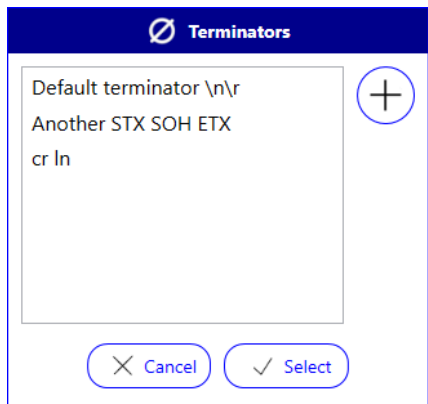 Terminators
Default terminator \n\r
Another STX SOH ETX
cr ln
Cancel
Select